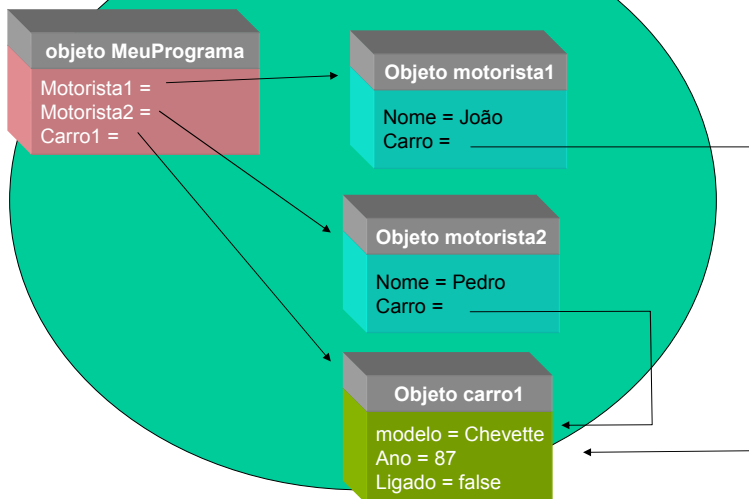 objeto MeuPrograma
Motorista1 =
Motorista2 =
Carro1 =
Objeto motorista1
Nome = João
Carro =
Objeto motorista2
Nome = Pedro
Carro =
Objeto carro1
modelo = Chevette
Ano = 87
Ligado = false